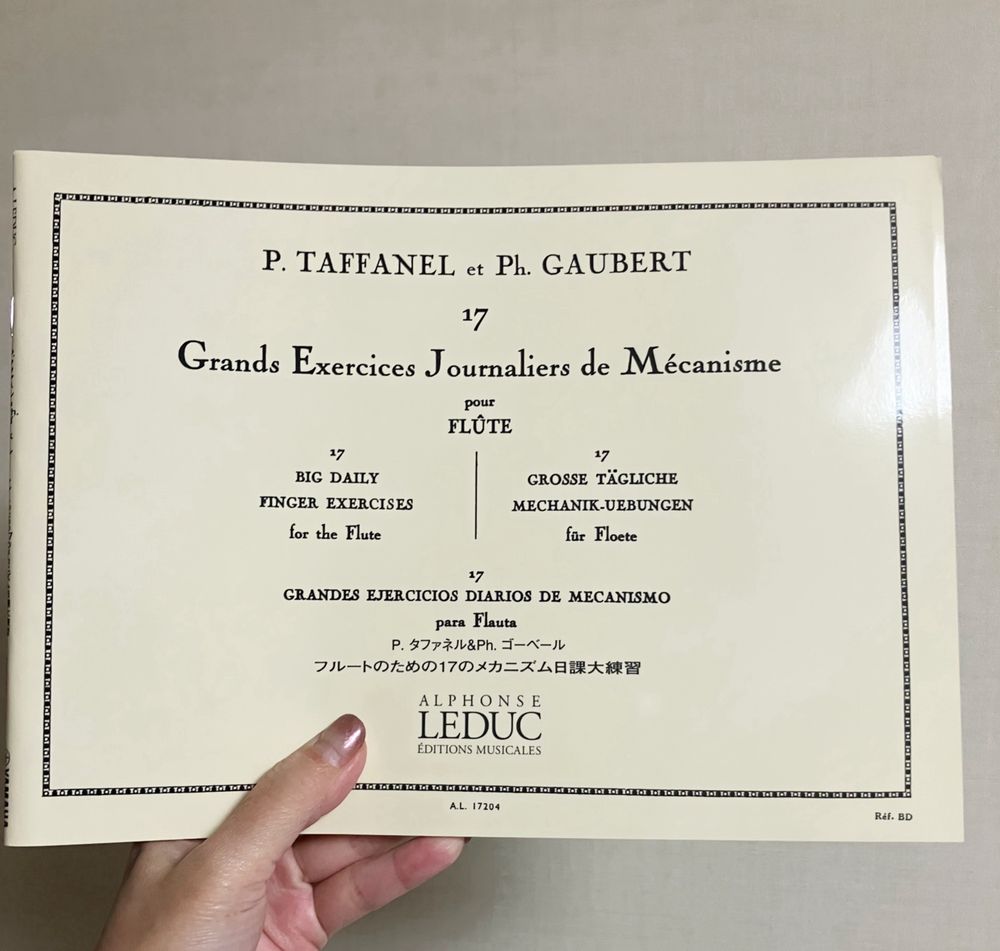 P. TAFFANEL et Ph. GAUBERT
17
Grands Exercices Journaliers de Mécanisme
pour
FLÛTE
17
BIG DAILY
FINGER EXERCISES
for the Flute
17
GROSSE TÄGLICHE
MECHANIK-UEBUNGEN
für Floete
17
GRANDES EJERCICIOS DIARIOS DE MECANISMO
para Flauta
P. タファネル&Ph. ゴーベール
フルートのための17のメカニズム日課大練習
ALPHONSE
LEDUC
ÉDITIONS MUSICALES
A.L. 17204
Réf. BD
YAMAHA